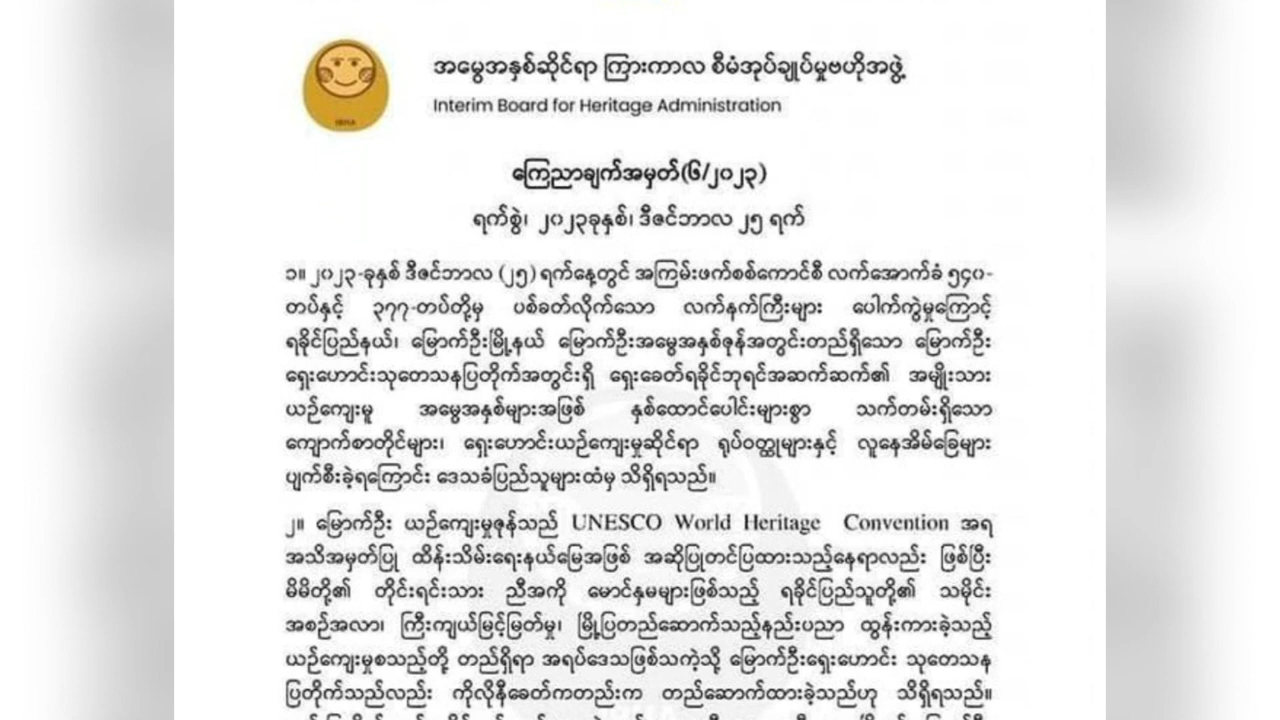 အမွေအနှစ်ဆိုင်ရာ ကြားကာလ စီမံအုပ်ချုပ်မှုဗဟိုအဖွဲ့
Interim Board for Heritage Administration
IBHA
ကြေညာချက်အမှတ်(၆/၂၀၂၃)
ရက်စွဲ၊ ၂၀၂၃ခုနှစ်၊ ဒီဇင်ဘာလ ၂၅ ရက်
၁။ ၂၀၂၃-ခုနှစ် ဒီဇင်ဘာလ (၂၅) ရက်နေ့တွင် အကြမ်းဖက်စစ်ကောင်စီ လက်အောက်ခံ ၅၄၀-
တပ်နှင့် ၃၇၇-တပ်တို့မှ ပစ်ခတ်လိုက်သော လက်နက်ကြီးများ ပေါက်ကွဲမှုကြောင့်
ရခိုင်ပြည်နယ်၊ မြောက်ဦးမြို့နယ် မြောက်ဦးအမွေအနှစ်ဇုန်အတွင်းတည်ရှိသော မြောက်ဦး
ရှေးဟောင်းသုတေသနပြတိုက်အတွင်းရှိ ရှေးခေတ်ရခိုင်ဘုရင်အဆက်ဆက်၏ အမျိုးသား
ယဉ်ကျေးမူ အမွေအနှစ်များအဖြစ် နှစ်ထောင်ပေါင်းများစွာ သက်တမ်းရှိသော
ကျောက်စာတိုင်များ၊ ရှေးဟောင်းယဉ်ကျေးမှုဆိုင်ရာ ရုပ်ဝတ္ထုများနှင့် လူနေအိမ်ခြေများ
ပျက်စီးခဲ့ရကြောင်း ဒေသခံပြည်သူများထံမှ သိရှိရသည်။
၂။ မြောက်ဦး ယဉ်ကျေးမှုဇုန်သည် UNESCO World Heritage Convention အရ
အသိအမှတ်ပြု ထိန်းသိမ်းရေးနယ်မြေအဖြစ် အဆိုပြုတင်ပြထားသည့်နေရာလည်း ဖြစ်ပြီး
မိမိတို့၏ တိုင်းရင်းသား ညီအကို မောင်နှမများဖြစ်သည့် ရခိုင်ပြည်သူတို့၏ သမိုင်း
အစဉ်အလာ၊ ကြီးကျယ်မြင့်မြတ်မှု၊ မြို့ပြတည်ဆောက်သည့်နည်းပညာ ထွန်းကားခဲ့သည့်
ယဉ်ကျေးမှုစသည့်တို့ တည်ရှိရာ အရပ်ဒေသဖြစ်သကဲ့သို့ မြောက်ဦးရှေးဟောင်း သုတေသန
ပြတိုက်သည်လည်း ကိုလိုနီခေတ်ကတည်းက တည်ဆောက်ထားခဲ့သည်ဟု သိရှိရသည်။